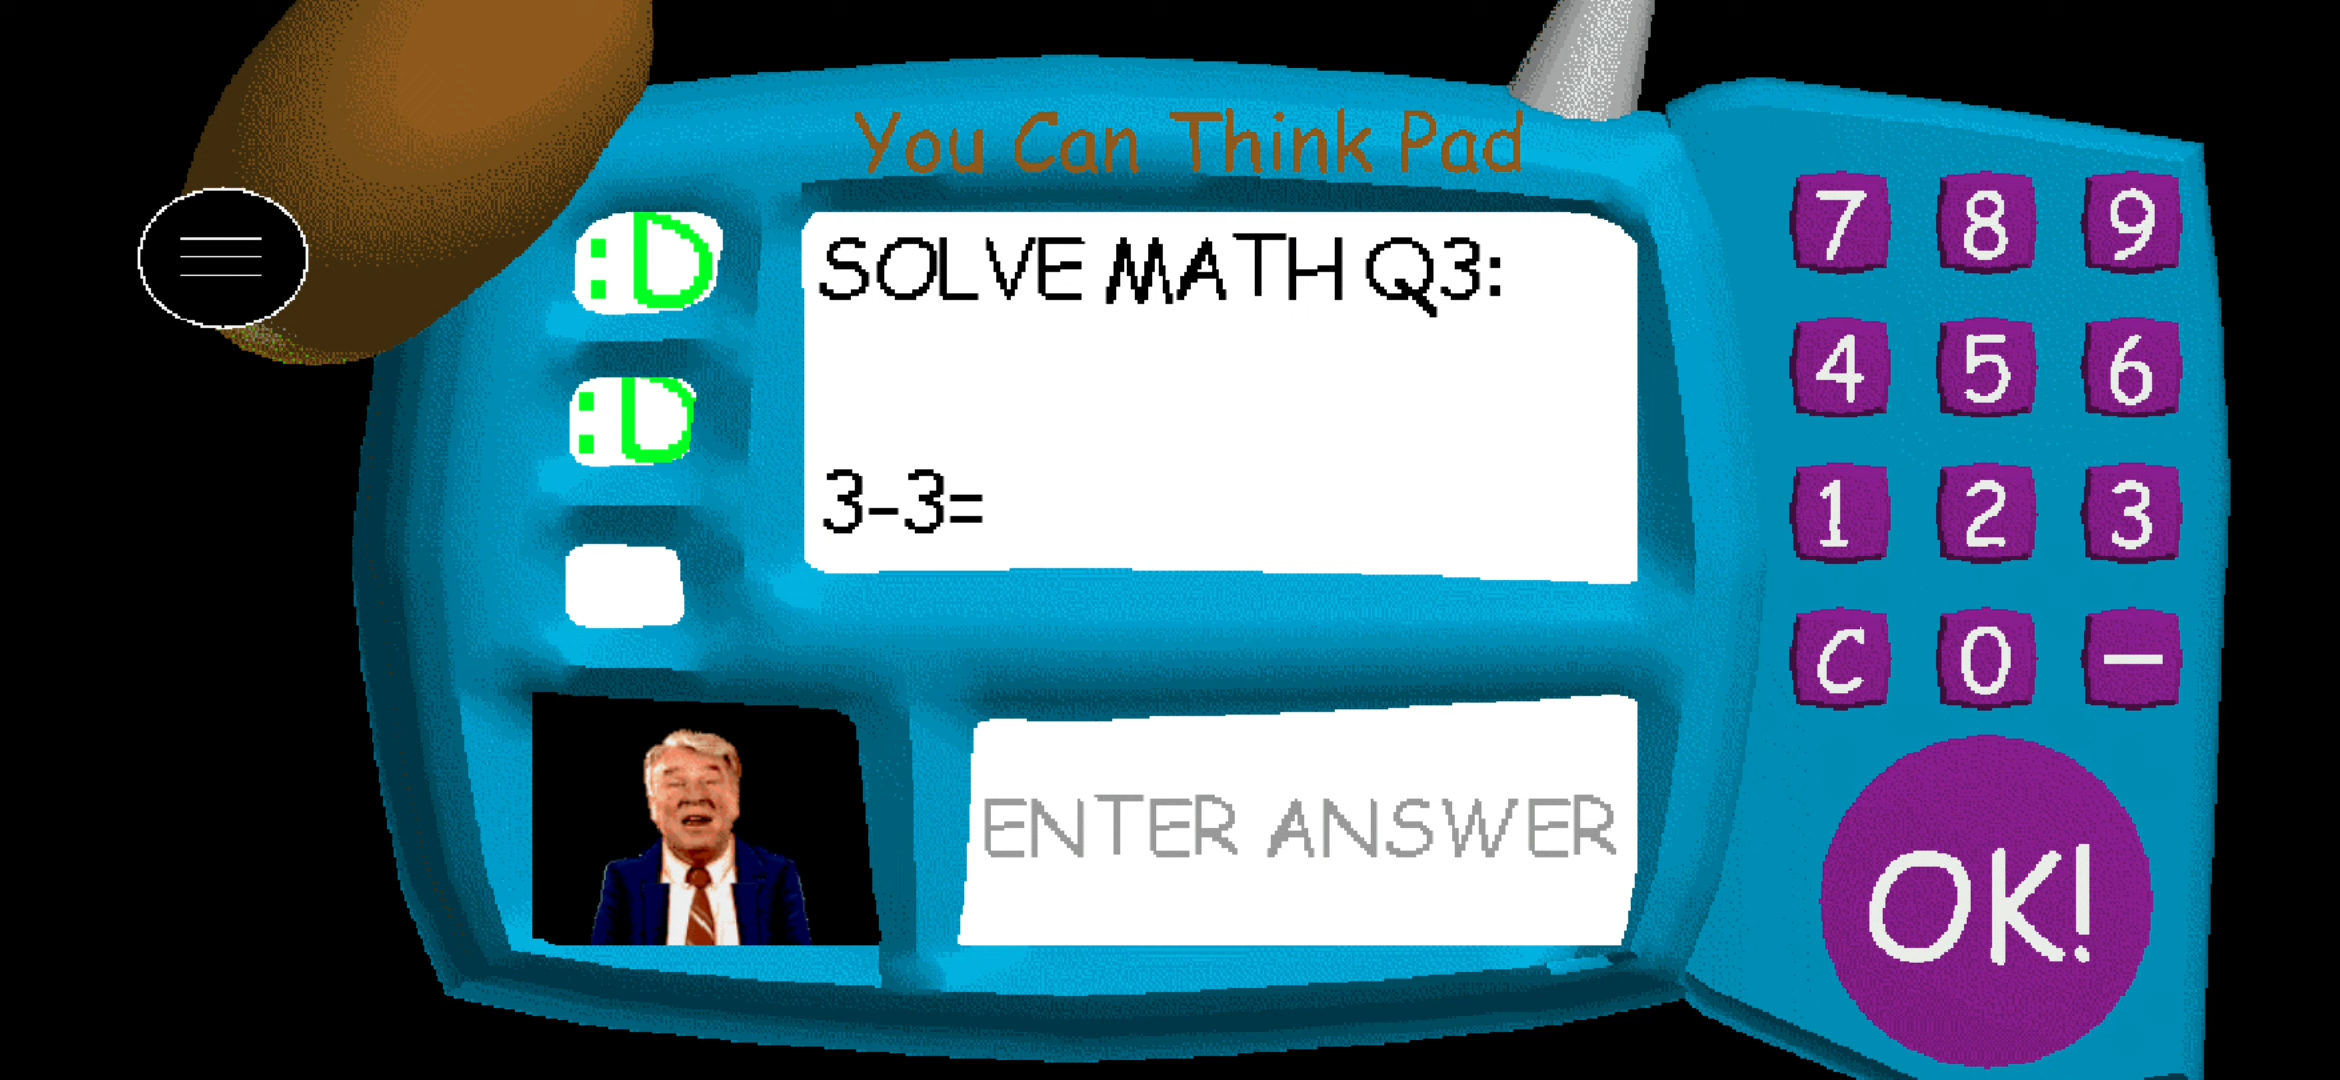 You Can Think Pad
:D
:D
SOLVE MATH Q3:
3-3=
ENTER ANSWER
7 8 9
4 5 6
1 2 3
C 0 —
OK!